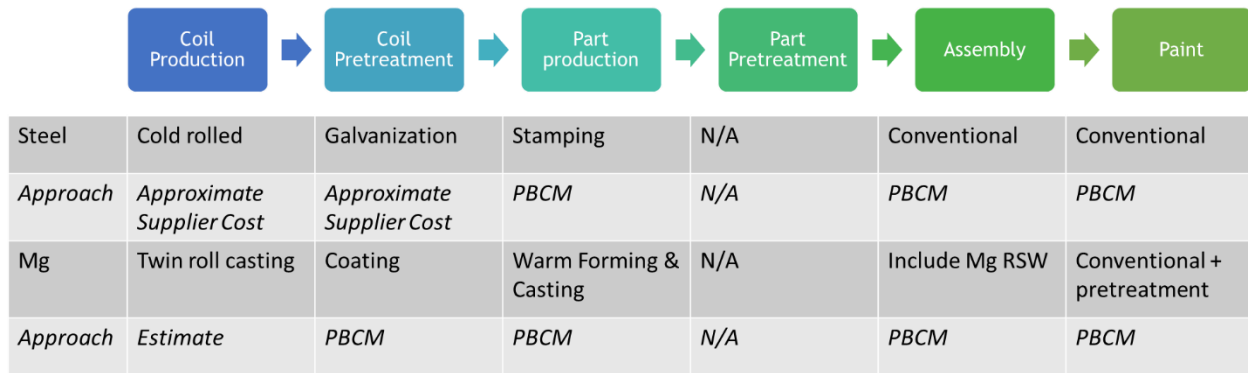 Coil
Production
Coil
Pretreatment
Part
production
Part
Pretreatment
Assembly
Paint
Steel
Cold rolled
Galvanization
Stamping
N/A
Conventional
Conventional
Approach
Approximate
Supplier Cost
Approximate
Supplier Cost
PBCM
N/A
PBCM
PBCM
Mg
Twin roll casting
Coating
Warm Forming &
Casting
N/A
Include Mg RSW
Conventional +
pretreatment
Approach
Estimate
PBCM
PBCM
N/A
PBCM
PBCM